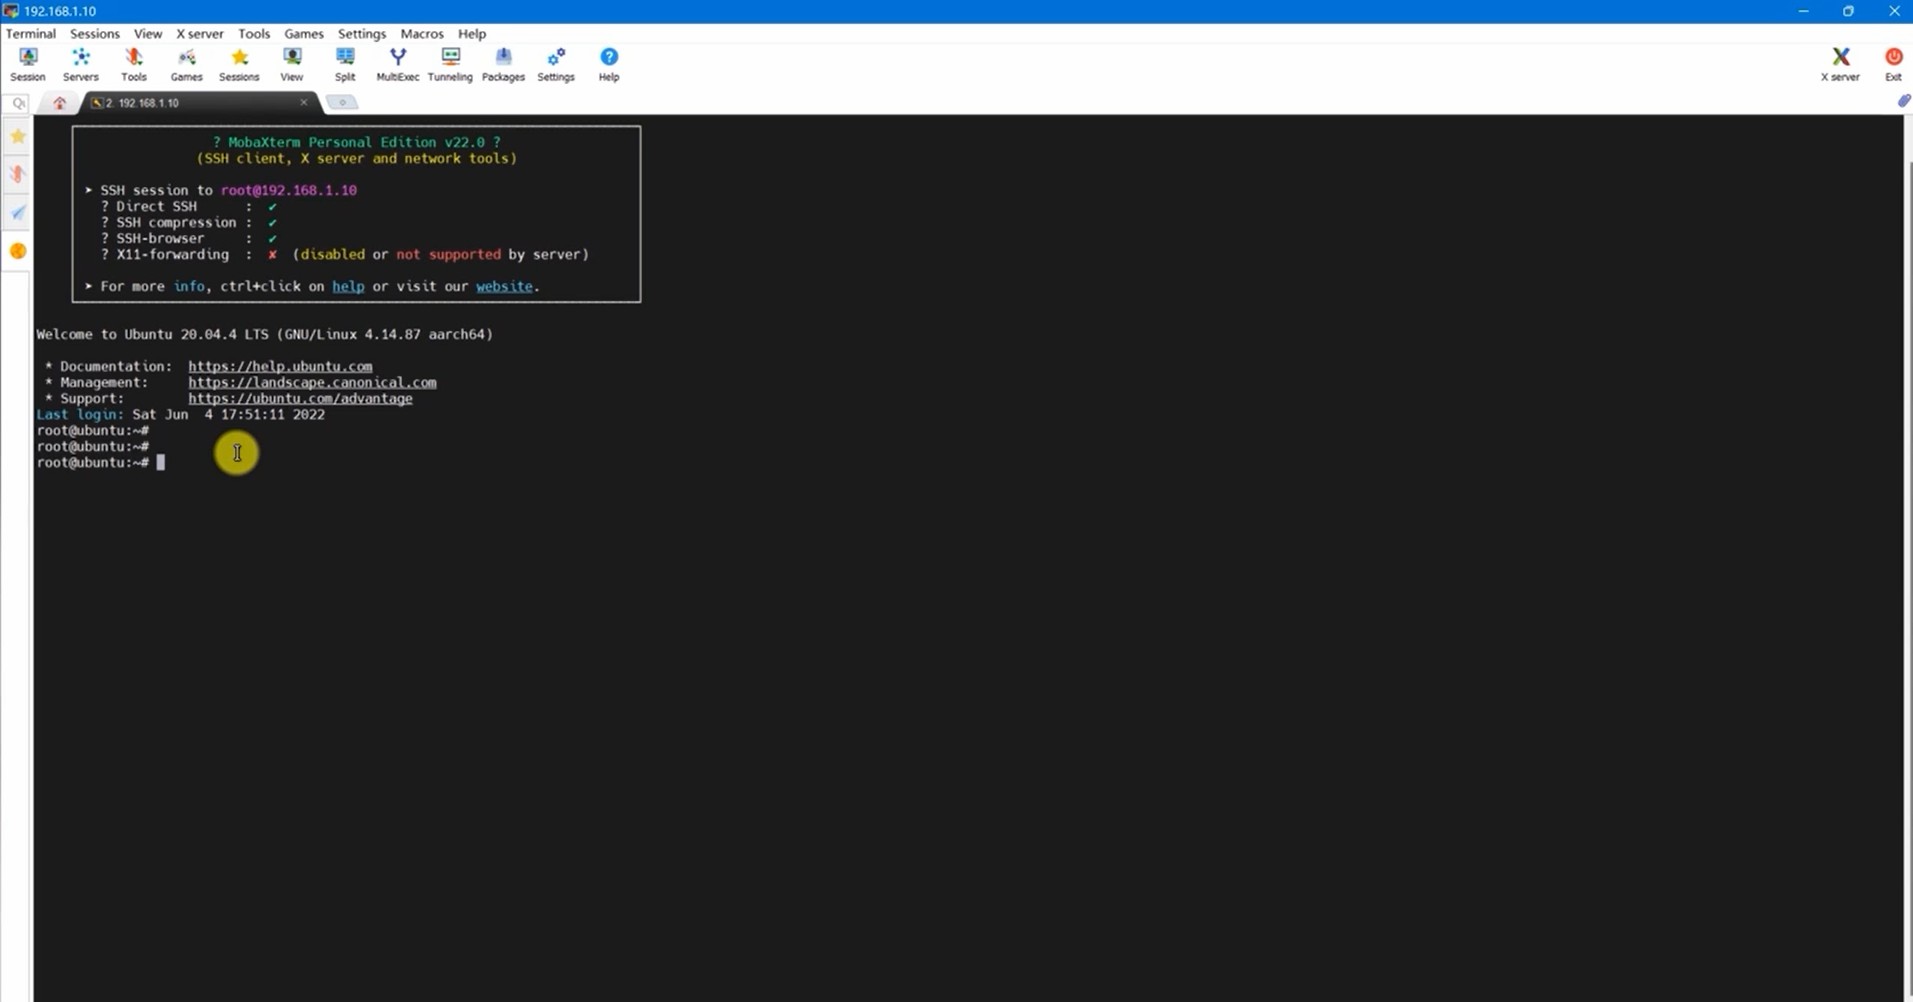 192.168.1.10
Terminal Sessions View X server Tools Games Settings Macros Help
Session Servers Tools Games Sessions View Split MultiExec Tunneling Packages Settings Help X server Exit
2. 192.168.1.10
? MobaXterm Personal Edition v22.0 ?
(SSH client, X server and network tools)
➤ SSH session to root@192.168.1.10
? Direct SSH : ✔
? SSH compression : ✔
? SSH-browser : ✔
? X11-forwarding : ✘ (disabled or not supported by server)
➤ For more info, ctrl+click on help or visit our website.
Welcome to Ubuntu 20.04.4 LTS (GNU/Linux 4.14.87 aarch64)
* Documentation: https://help.ubuntu.com
* Management: https://landscape.canonical.com
* Support: https://ubuntu.com/advantage
Last login: Sat Jun 4 17:51:11 2022
root@ubuntu:~#
root@ubuntu:~#
root@ubuntu:~#